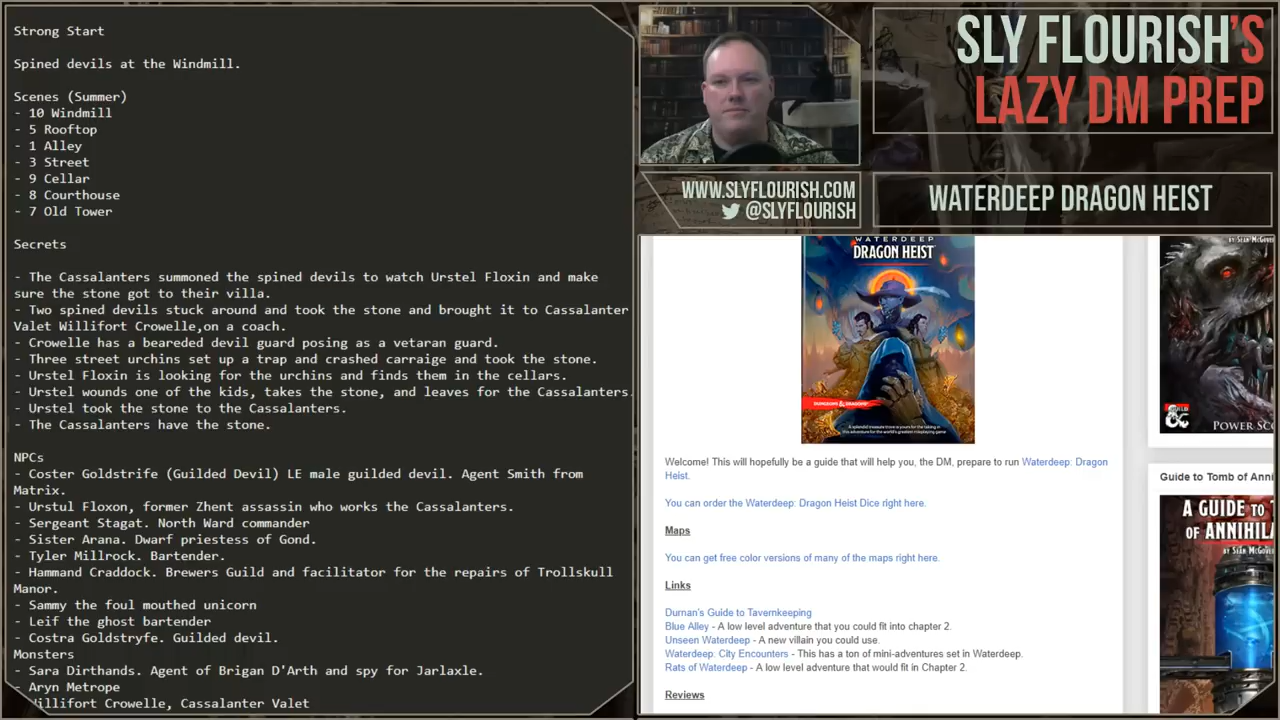 Strong Start
Spined devils at the Windmill.
Scenes (Summer)
- 10 Windmill
- 5 Rooftop
- 1 Alley
- 3 Street
- 9 Cellar
- 8 Courthouse
- 7 Old Tower
Secrets
- The Cassalanters summoned the spined devils to watch Urstel Floxin and make
sure the stone got to their villa.
- Two spined devils stuck around and took the stone and brought it to Cassalanter
Valet Willifort Crowelle,on a coach.
- Crowelle has a beareded devil guard posing as a vetaran guard.
- Three street urchins set up a trap and crashed carraige and took the stone.
- Urstel Floxin is looking for the urchins and finds them in the cellars.
- Urstel wounds one of the kids, takes the stone, and leaves for the Cassalanters.
- Urstel took the stone to the Cassalanters.
- The Cassalanters have the stone.
NPCs
- Coster Goldstrife (Guilded Devil) LE male guilded devil. Agent Smith from
Matrix.
- Urstul Floxon, former Zhent assassin who works the Cassalanters.
- Sergeant Stagat. North Ward commander
- Sister Arana. Dwarf priestess of Gond.
- Tyler Millrock. Bartender.
- Hammand Craddock. Brewers Guild and facilitator for the repairs of Trollskull
Manor.
- Sammy the foul mouthed unicorn
- Leif the ghost bartender
- Costra Goldstryfe. Guilded devil.
Monsters
- Sara Dinthands. Agent of Brigan D'Arth and spy for Jarlaxle.
- Aryn Metrope
illifort Crowelle, Cassalanter Valet
SLY FLOURISH'S
LAZY DM PREP
WWW.SLYFLOURISH.COM
@SLYFLOURISH
WATERDEEP DRAGON HEIST
WATERDEEP
DRAGON HEIST
DUNGEONS & DRAGONS
Welcome! This will hopefully be a guide that will help you, the DM, prepare to run Waterdeep: Dragon
Heist.
You can order the Waterdeep: Dragon Heist Dice right here.
Maps
You can get free color versions of many of the maps right here.
Links
Durnan's Guide to Tavernkeeping
Blue Alley - A low level adventure that you could fit into chapter 2.
Unseen Waterdeep - A new villain you could use.
Waterdeep: City Encounters - This has a ton of mini-adventures set in Waterdeep.
Rats of Waterdeep - A low level adventure that would fit in Chapter 2.
Reviews
POWER SC
Guide to Tomb of Anni
A GUIDE TO
OF ANNIHILA
BY SEAN MCGOVER